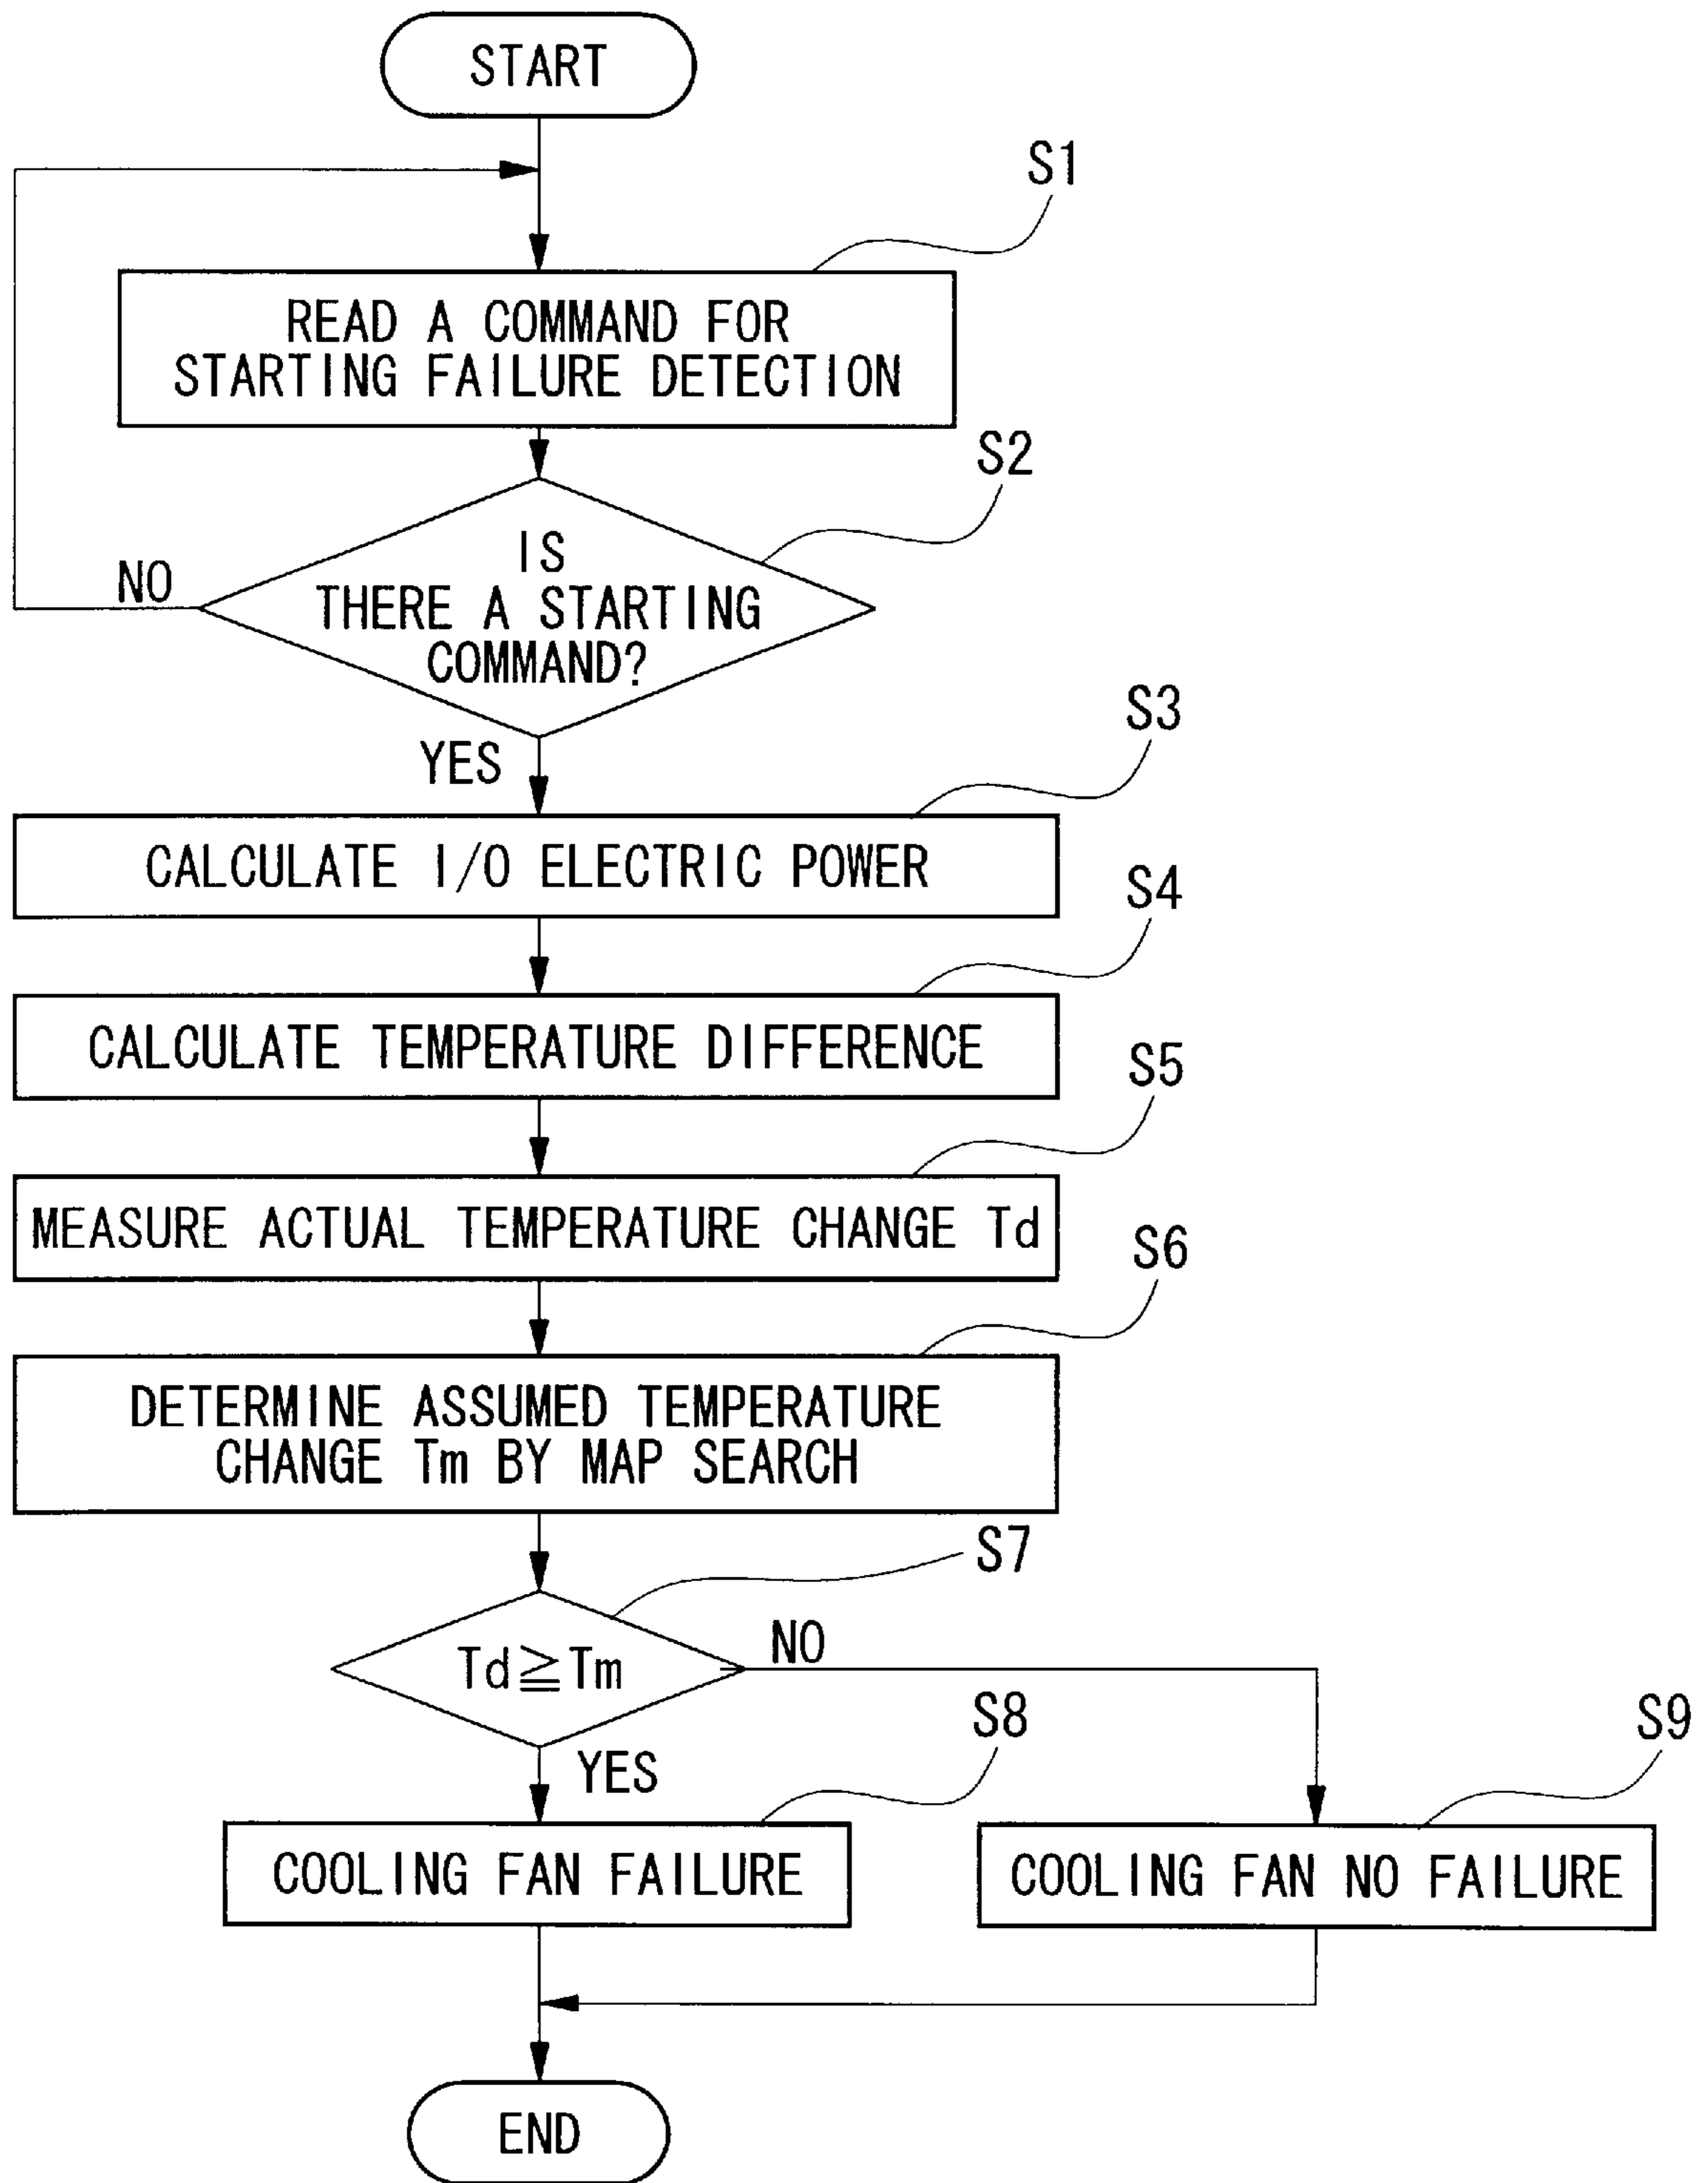 START
S1
READ A COMMAND FOR
STARTING FAILURE DETECTION
S2
IS
THERE A STARTING
COMMAND?
NO
YES
S3
CALCULATE I/O ELECTRIC POWER
S4
CALCULATE TEMPERATURE DIFFERENCE
S5
MEASURE ACTUAL TEMPERATURE CHANGE Td
S6
DETERMINE ASSUMED TEMPERATURE
CHANGE Tm BY MAP SEARCH
S7
Td≧Tm
NO
YES
S8
COOLING FAN FAILURE
S9
COOLING FAN NO FAILURE
END